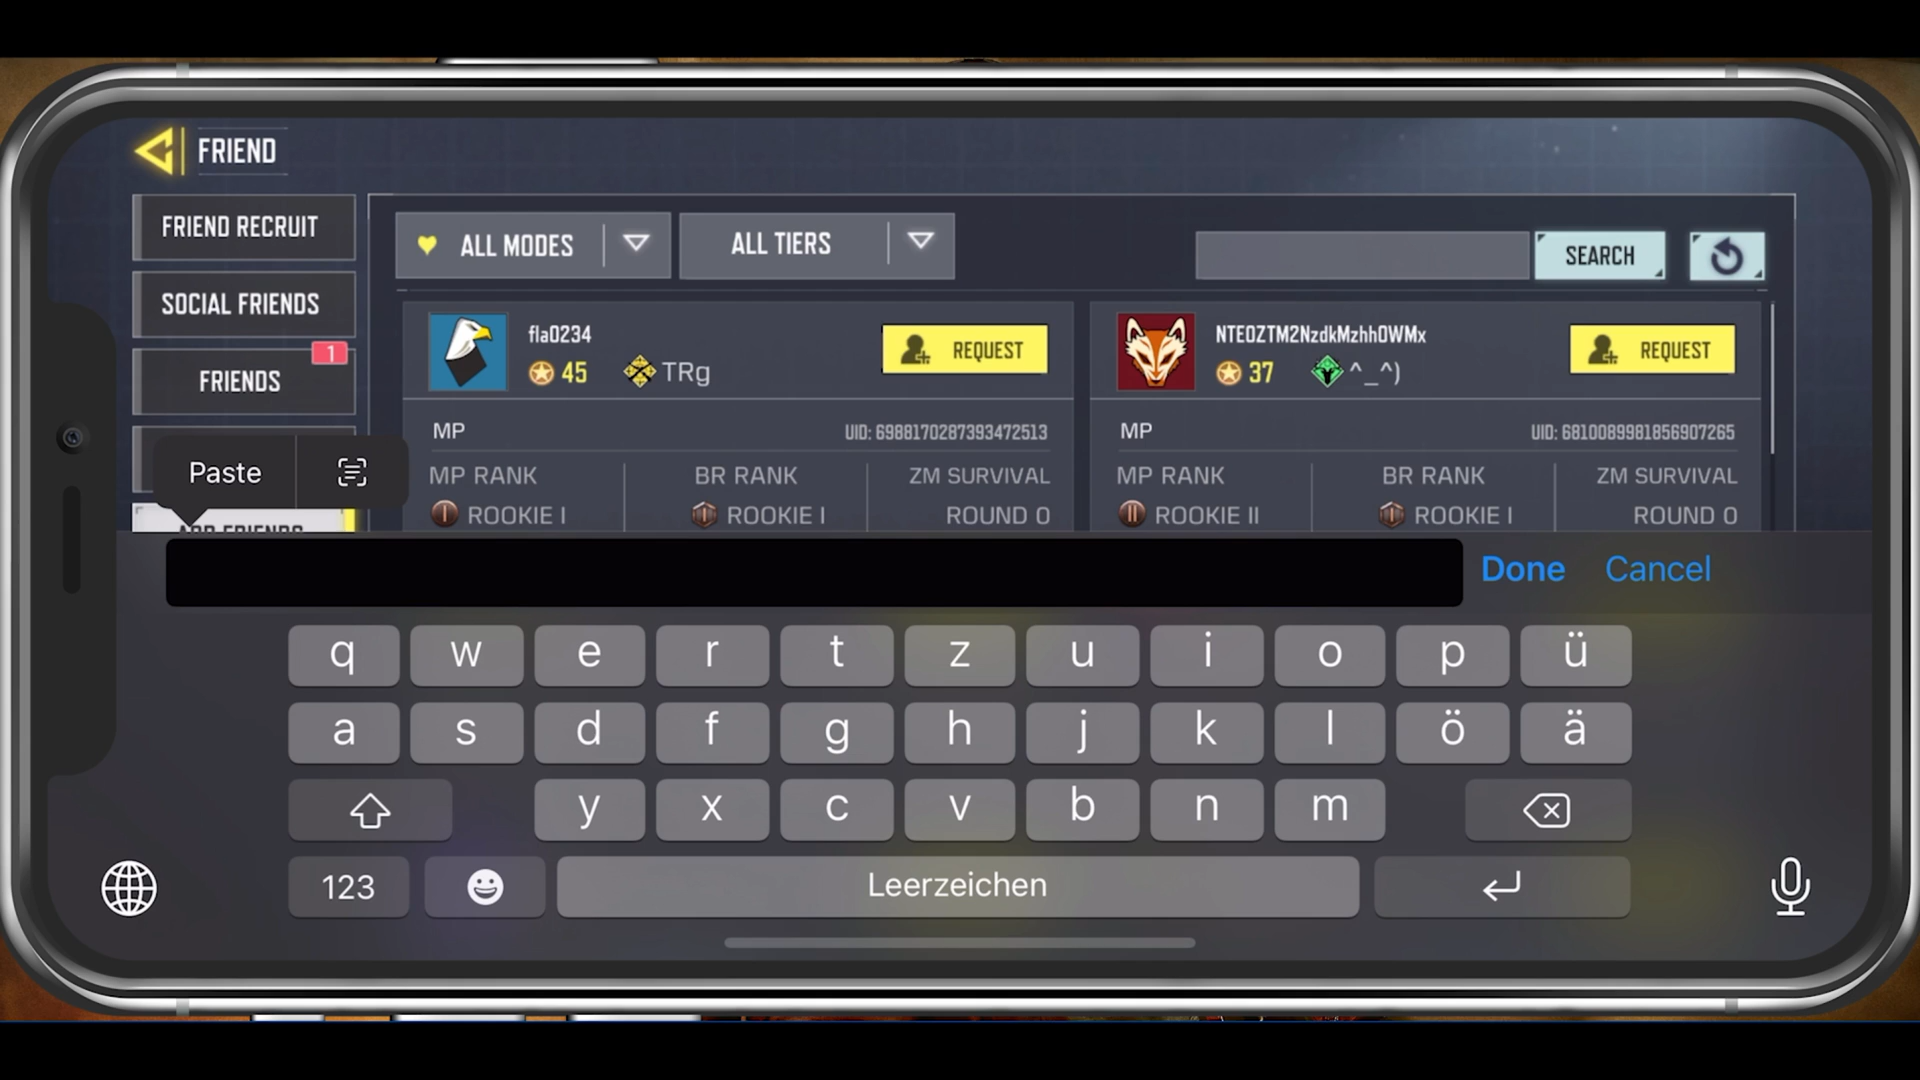 FRIEND
FRIEND RECRUIT
SOCIAL FRIENDS
1
FRIENDS
ADD FRIENDS
ALL MODES
ALL TIERS
SEARCH
fla0234
45
TRg
REQUEST
MP
UID: 6988170287393472513
MP RANK
BR RANK
ZM SURVIVAL
ROOKIE I
ROOKIE I
ROUND 0
NTE0ZTM2NzdkMzhhOWMx
37
^_^)
REQUEST
MP
UID: 6810089981856907265
MP RANK
BR RANK
ZM SURVIVAL
ROOKIE II
ROOKIE I
ROUND 0
Paste
Done
Cancel
q w e r t z u i o p ü
a s d f g h j k l ö ä
y x c v b n m
123
Leerzeichen